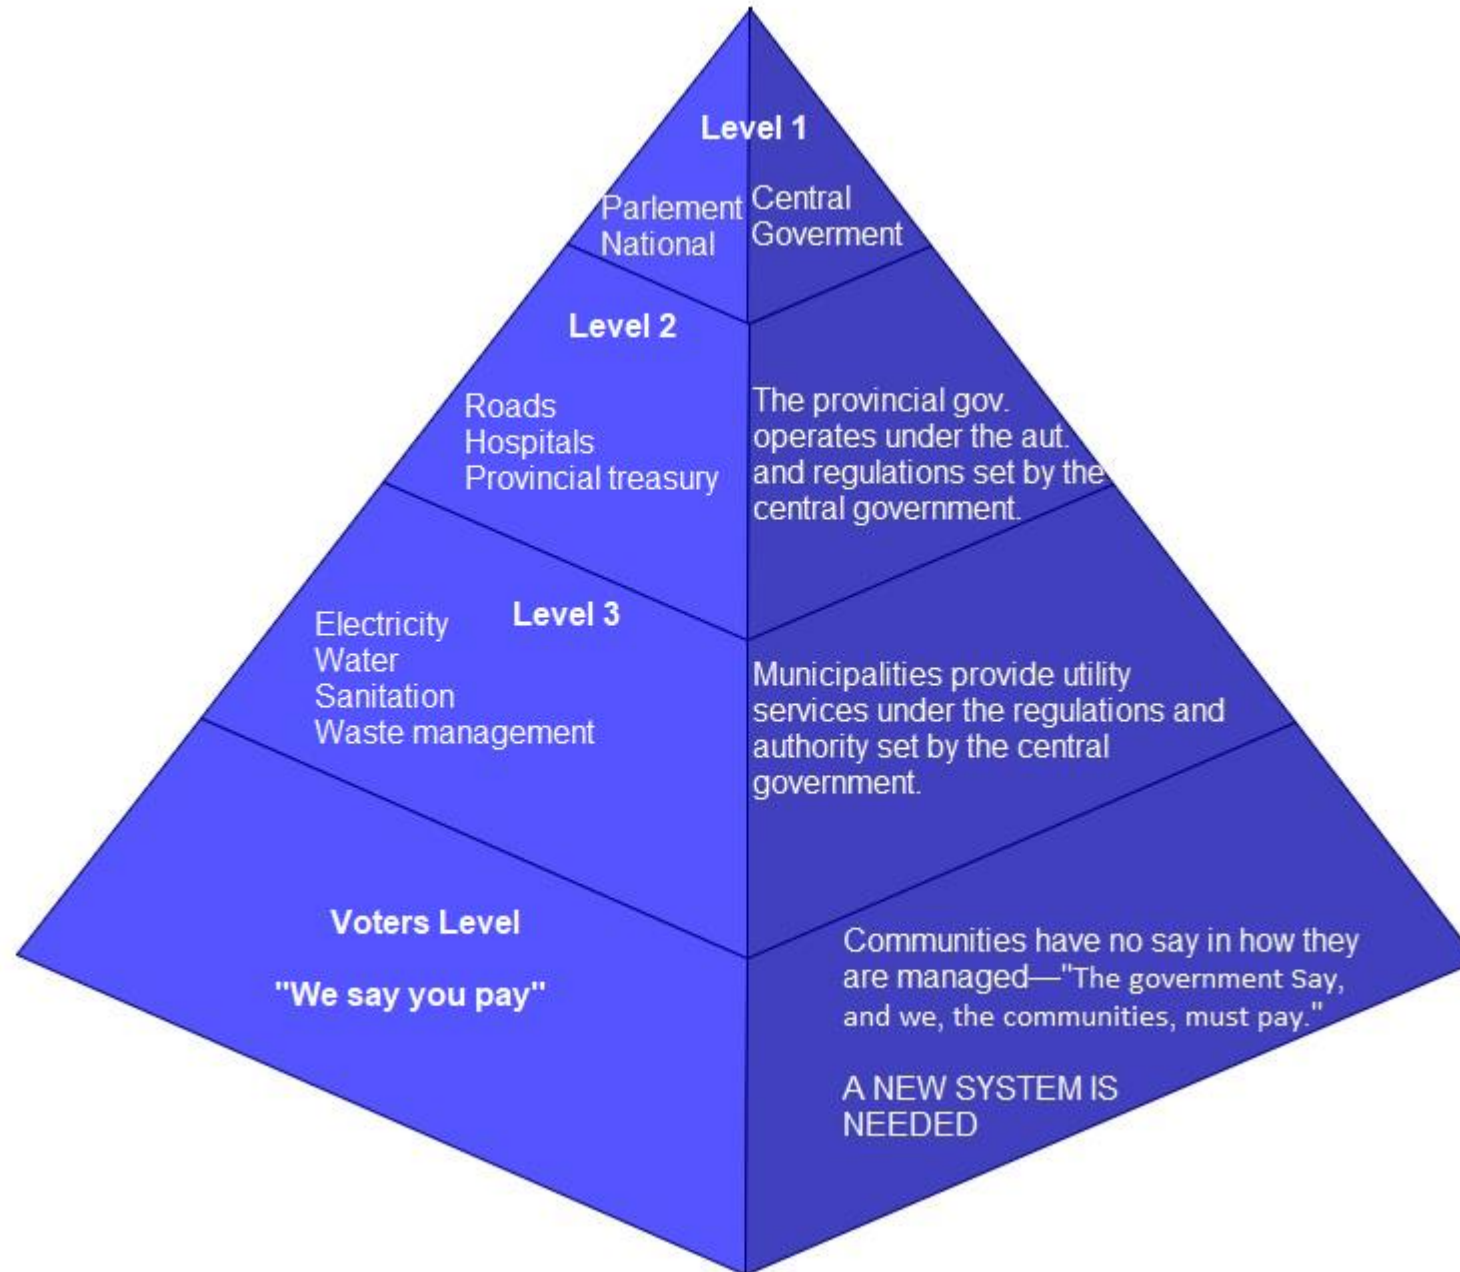 Level 1
Parlement
National
Central
Goverment
Level 2
Roads
Hospitals
Provincial treasury
The provincial gov.
operates under the aut.
and regulations set by the
central government.
Level 3
Electricity
Water
Sanitation
Waste management
Municipalities provide utility
services under the regulations and
authority set by the central
government.
Voters Level
"We say you pay"
Communities have no say in how they
are managed—"The government Say,
and we, the communities, must pay."
A NEW SYSTEM IS
NEEDED